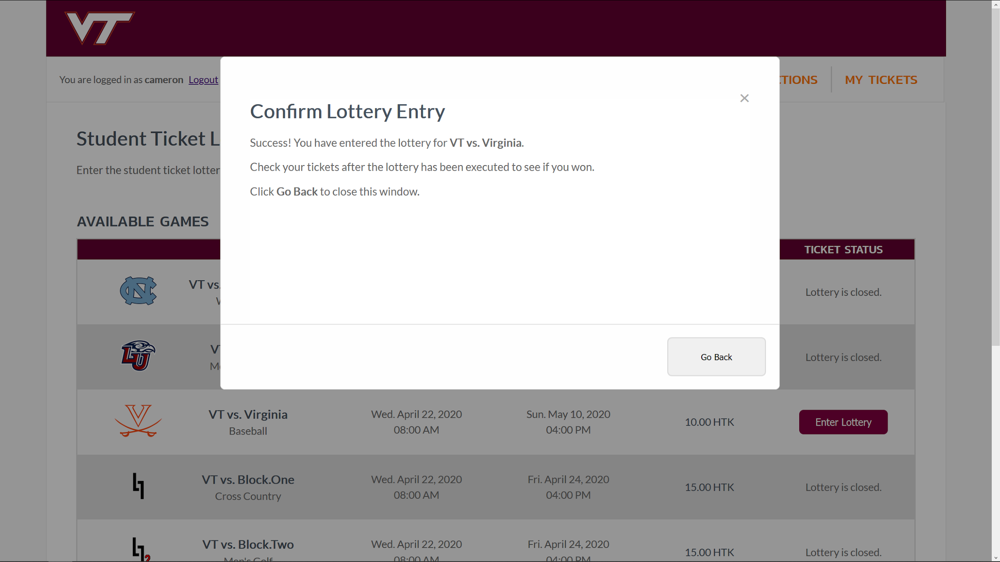 VT
You are logged in as cameron Logout
TIONS
MY TICKETS
Confirm Lottery Entry
Success! You have entered the lottery for VT vs. Virginia.
Check your tickets after the lottery has been executed to see if you won.
Click Go Back to close this window.
Go Back
Student Ticket L
Enter the student ticket lotter
AVAILABLE GAMES
TICKET STATUS
NC
VT vs.
Lottery is closed.
LU
Lottery is closed.
V
VT vs. Virginia
Baseball
Wed. April 22, 2020
08:00 AM
Sun. May 10, 2020
04:00 PM
10.00 HTK
Enter Lottery
VT vs. Block.One
Cross Country
Wed. April 22, 2020
08:00 AM
Fri. April 24, 2020
04:00 PM
15.00 HTK
Lottery is closed.
2
VT vs. Block.Two
Men's Golf
Wed. April 22, 2020
08:00 AM
Fri. April 24, 2020
04:00 PM
15.00 HTK
Lottery is closed.